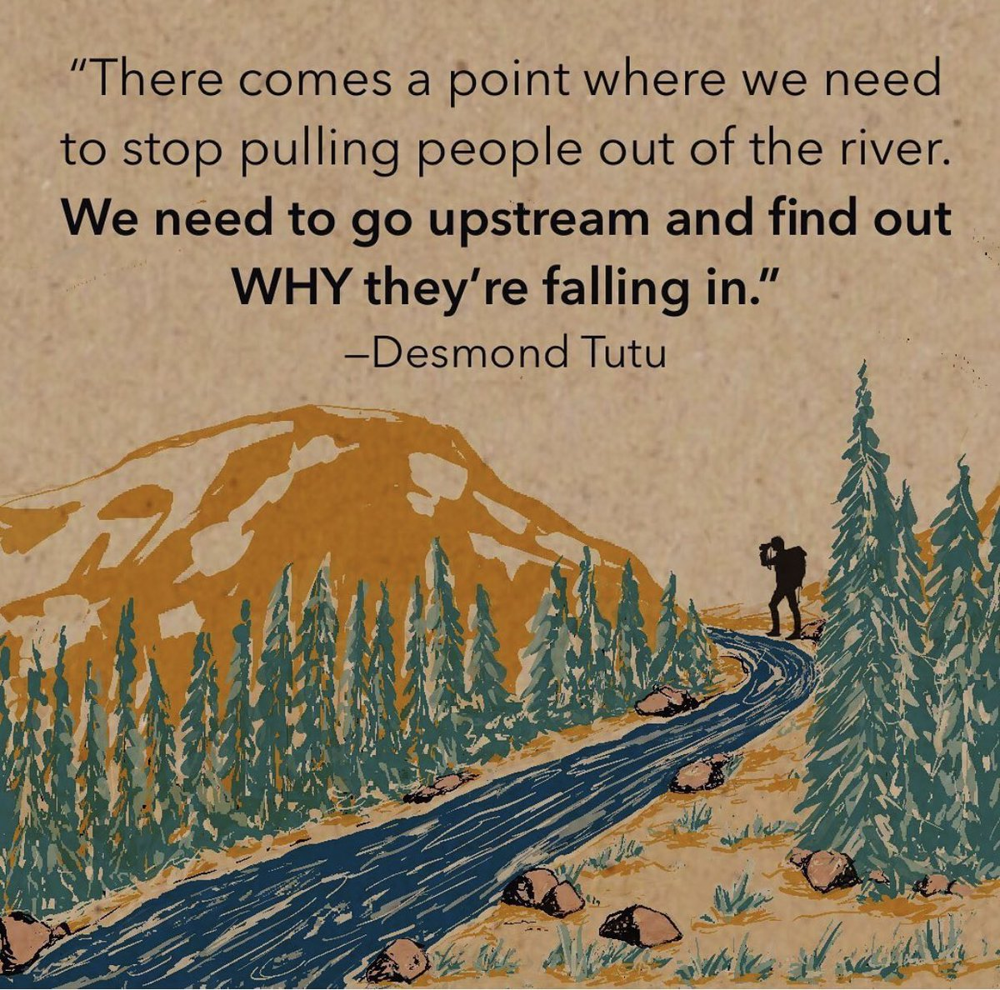 “There comes a point where we need
to stop pulling people out of the river.
We need to go upstream and find out
WHY they’re falling in.”
–Desmond Tutu